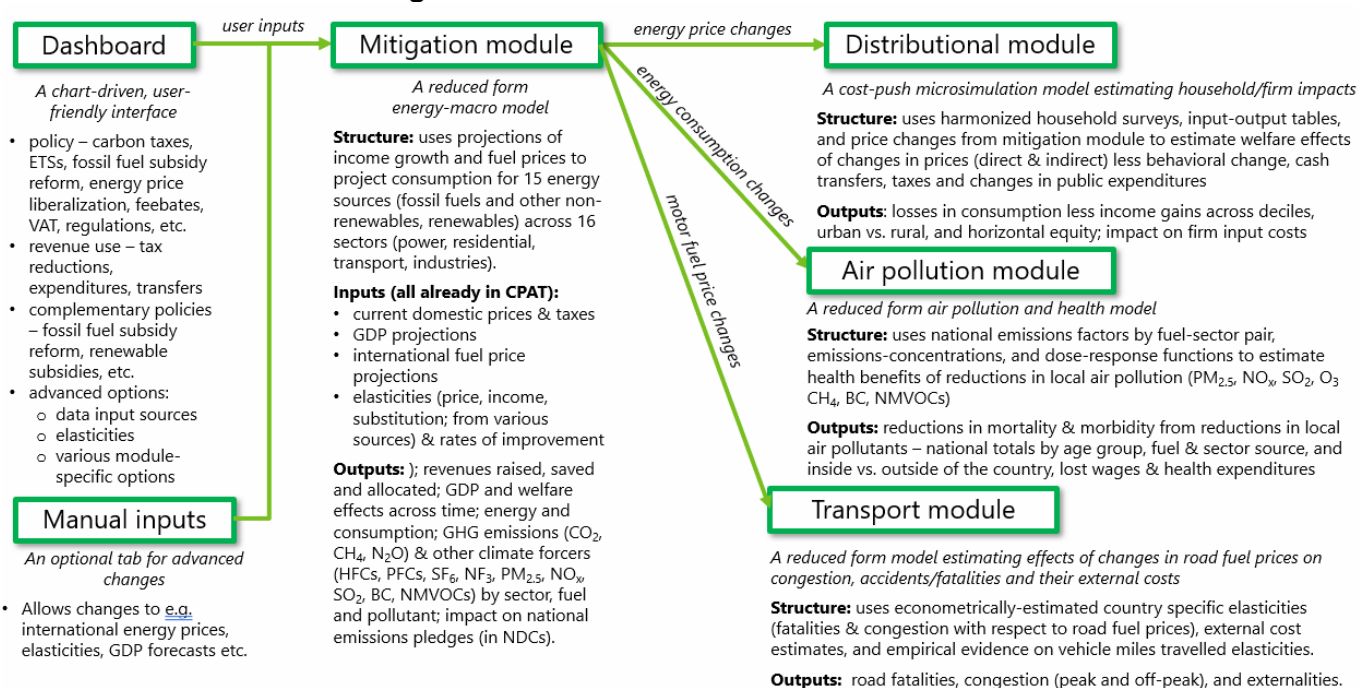 user inputs
Dashboard
A chart-driven, user-
friendly interface
• policy – carbon taxes,
ETSs, fossil fuel subsidy
reform, energy price
liberalization, feebates,
VAT, regulations, etc.
• revenue use – tax
reductions,
expenditures, transfers
• complementary policies
– fossil fuel subsidy
reform, renewable
subsidies, etc.
• advanced options:
o data input sources
o elasticities
o various module-
specific options
Manual inputs
An optional tab for advanced
changes
• Allows changes to e.g.
international energy prices,
elasticities, GDP forecasts etc.
Mitigation module
A reduced form
energy-macro model
Structure: uses projections of
income growth and fuel prices to
project consumption for 15 energy
sources (fossil fuels and other non-
renewables, renewables) across 16
sectors (power, residential,
transport, industries).
Inputs (all already in CPAT):
• current domestic prices & taxes
• GDP projections
• international fuel price
projections
• elasticities (price, income,
substitution; from various
sources) & rates of improvement
Outputs: ); revenues raised, saved
and allocated; GDP and welfare
effects across time; energy and
consumption; GHG emissions (CO₂,
CH₄, N₂O) & other climate forcers
(HFCs, PFCs, SF₆, NF₃, PM₂.₅, NOₓ,
SO₂, BC, NMVOCs) by sector, fuel
and pollutant; impact on national
emissions pledges (in NDCs).
energy price changes
energy consumption changes
motor fuel price changes
Distributional module
A cost-push microsimulation model estimating household/firm impacts
Structure: uses harmonized household surveys, input-output tables,
and price changes from mitigation module to estimate welfare effects
of changes in prices (direct & indirect) less behavioral change, cash
transfers, taxes and changes in public expenditures
Outputs: losses in consumption less income gains across deciles,
urban vs. rural, and horizontal equity; impact on firm input costs
Air pollution module
A reduced form air pollution and health model
Structure: uses national emissions factors by fuel-sector pair,
emissions-concentrations, and dose-response functions to estimate
health benefits of reductions in local air pollution (PM₂.₅, NOₓ, SO₂, O₃
CH₄, BC, NMVOCs)
Outputs: reductions in mortality & morbidity from reductions in local
air pollutants – national totals by age group, fuel & sector source, and
inside vs. outside of the country, lost wages & health expenditures
Transport module
A reduced form model estimating effects of changes in road fuel prices on
congestion, accidents/fatalities and their external costs
Structure: uses econometrically-estimated country specific elasticities
(fatalities & congestion with respect to road fuel prices), external cost
estimates, and empirical evidence on vehicle miles travelled elasticities.
Outputs: road fatalities, congestion (peak and off-peak), and externalities.